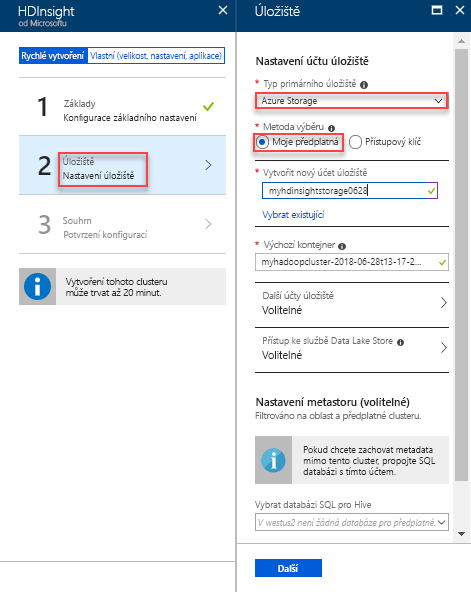 HDInsight
od Microsoftu
Rychlé vytvoření
Vlastní (velikost, nastavení, aplikace)
1
Základy
Konfigurace základního nastavení
2
Úložiště
Nastavení úložiště
3
Souhrn
Potvrzení konfigurací
Vytvoření tohoto clusteru
může trvat až 20 minut.
Úložiště
Nastavení účtu úložiště
* Typ primárního úložiště
Azure Storage
* Metoda výběru
Moje předplatná
Přístupový klíč
* Vytvořit nový účet úložiště
myhdinsightstorage0628
Vybrat existující
* Výchozí kontejner
myhadoopcluster-2018-06-28t13-17-2...
Další účty úložiště
Volitelné
Přístup ke službě Data Lake Store
Volitelné
Nastavení metastoru (volitelné)
Filtrováno na oblast a předplatné clusteru.
Pokud chcete zachovat metadata
mimo tento cluster, propojte SQL
databázi s tímto účtem.
Vybrat databázi SQL pro Hive
V westus2 není žádná databáze pro předplatné.
Další